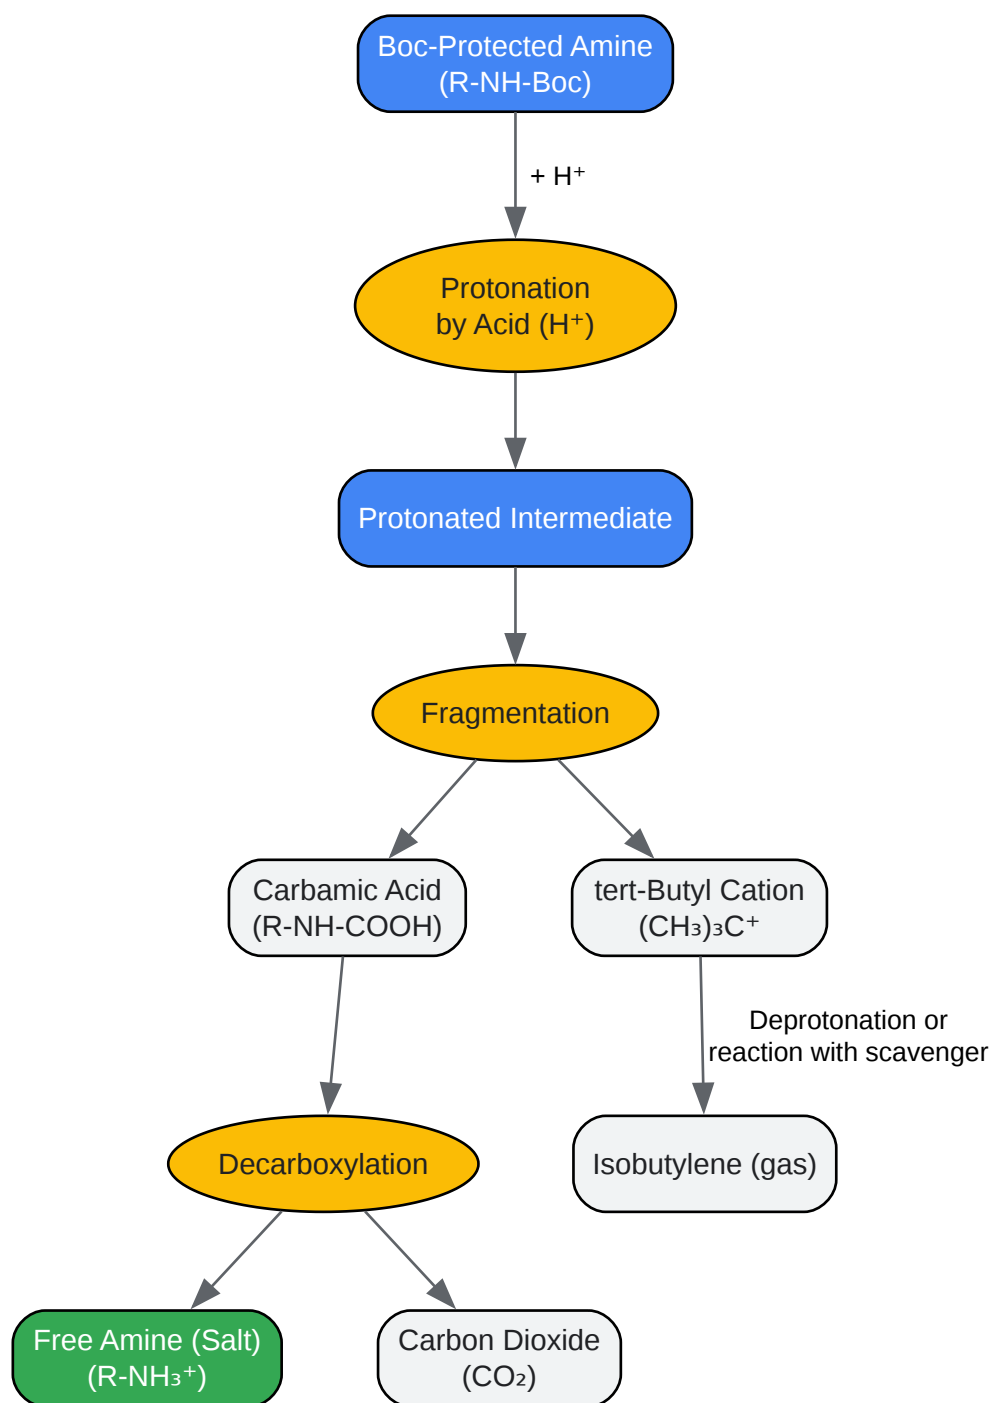 Boc-Protected Amine
(R-NH-Boc)
+ H⁺
Protonation
by Acid (H⁺)
Protonated Intermediate
Fragmentation
Carbamic Acid
(R-NH-COOH)
tert-Butyl Cation
(CH₃)₃C⁺
Deprotonation or
reaction with scavenger
Decarboxylation
Isobutylene (gas)
Free Amine (Salt)
(R-NH₃⁺)
Carbon Dioxide
(CO₂)